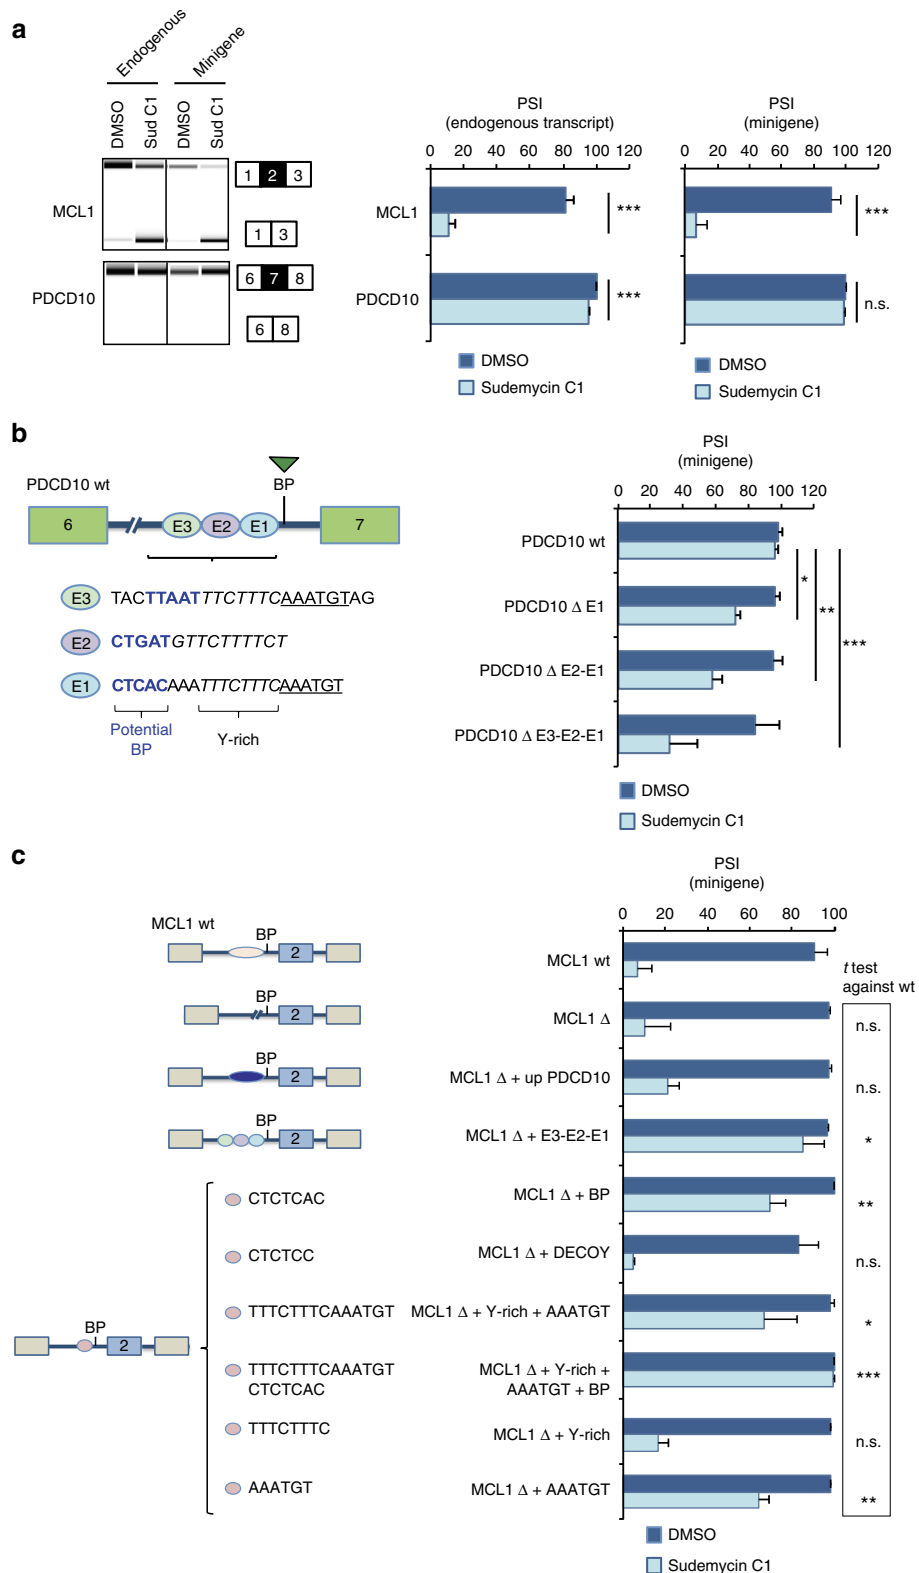 a
Endogenous
Minigene
DMSO
Sud C1
DMSO
Sud C1
MCL1
1 2 3
1 3
PDCD10
6 7 8
6 8
PSI
(endogenous transcript)
0 20 40 60 80 100 120
MCL1
***
PDCD10
***
DMSO
Sudemycin C1
PSI
(minigene)
0 20 40 60 80 100 120
***
n.s.
DMSO
Sudemycin C1
b
PDCD10 wt
BP
6 E3 E2 E1 7
E3 TACTTAATTTCTTTCAAATGTAG
E2 CTGATGTTCTTTTCT
E1 CTCACAAATTTCTTTCAAATGT
Potential
BP
Y-rich
PSI
(minigene)
0 20 40 60 80 100 120
PDCD10 wt
PDCD10 Δ E1
PDCD10 Δ E2-E1
PDCD10 Δ E3-E2-E1
*
**
***
DMSO
Sudemycin C1
c
MCL1 wt
BP
2
BP
2
BP
2
BP
2
BP
2
CTCTCAC
CTCTCC
TTTCTTTCAAATGT
TTTCTTTCAAATGT
CTCTCAC
TTTCTTTC
AAATGT
PSI
(minigene)
0 20 40 60 80 100
t test
against wt
MCL1 wt
MCL1 Δ
n.s.
MCL1 Δ + up PDCD10
n.s.
MCL1 Δ + E3-E2-E1
*
MCL1 Δ + BP
**
MCL1 Δ + DECOY
n.s.
MCL1 Δ + Y-rich + AAATGT
*
MCL1 Δ + Y-rich +
AAATGT + BP
***
MCL1 Δ + Y-rich
n.s.
MCL1 Δ + AAATGT
**
DMSO
Sudemycin C1